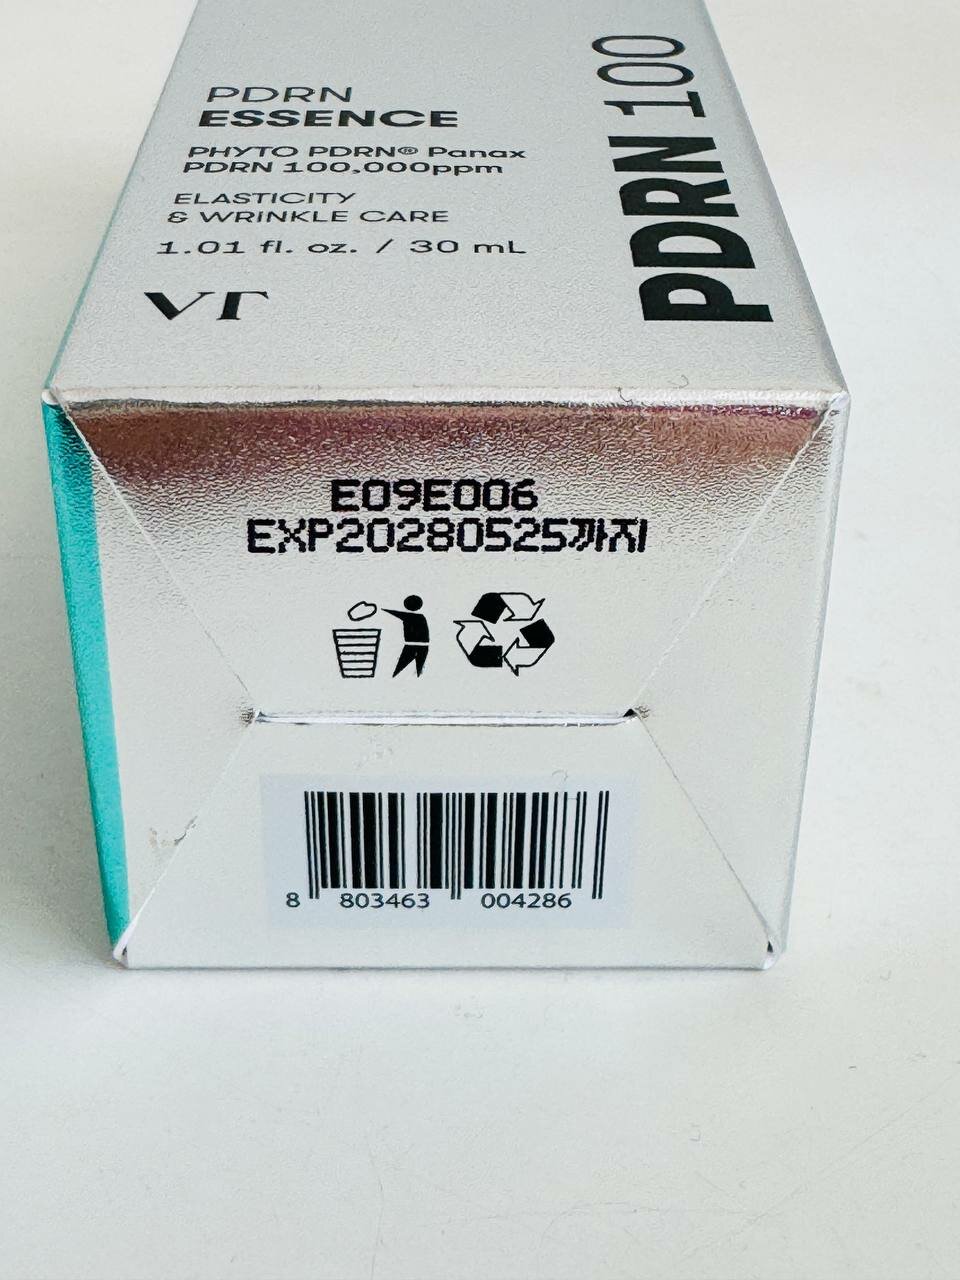 PDRN
ESSENCE
PHYTO PDRN® Panax
PDRN 100,000ppm
ELASTICITY
& WRINKLE CARE
1.01 fl. oz. / 30 mL
VT
PDRN 100
E09E006
EXP20280525까지
8 803463 004286